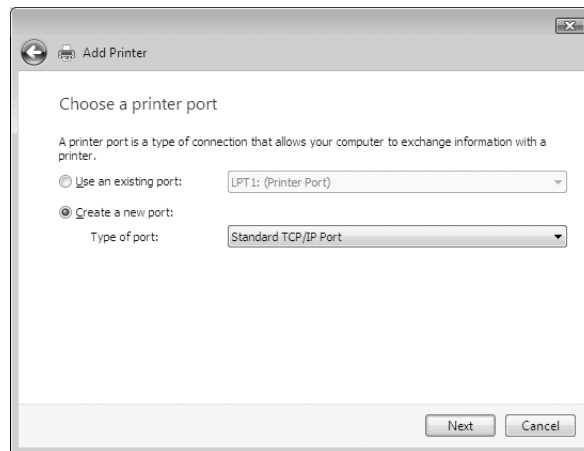 Add Printer
Choose a printer port
A printer port is a type of connection that allows your computer to exchange information with a
printer.
Use an existing port: LPT1: (Printer Port)
Create a new port:
Type of port: Standard TCP/IP Port
Next Cancel